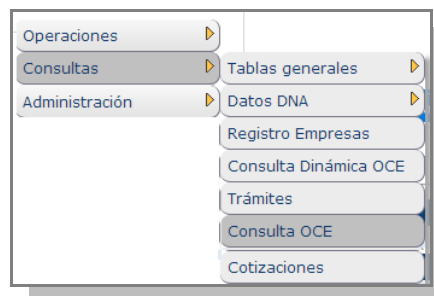 Operaciones
Consultas
Administración
Tablas generales
Datos DNA
Registro Empresas
Consulta Dinámica OCE
Trámites
Consulta OCE
Cotizaciones